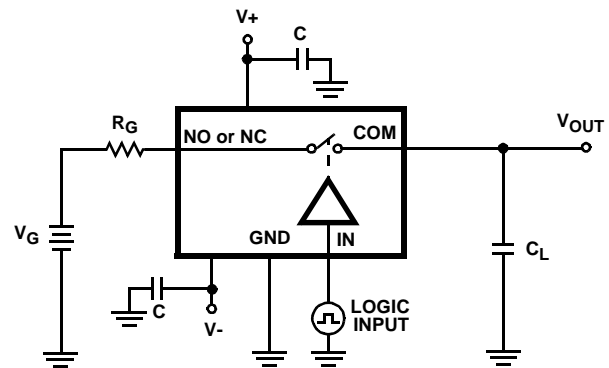 V+
C
RG
NO or NC
COM
VOUT
VG
GND
IN
CL
C
V-
LOGIC
INPUT